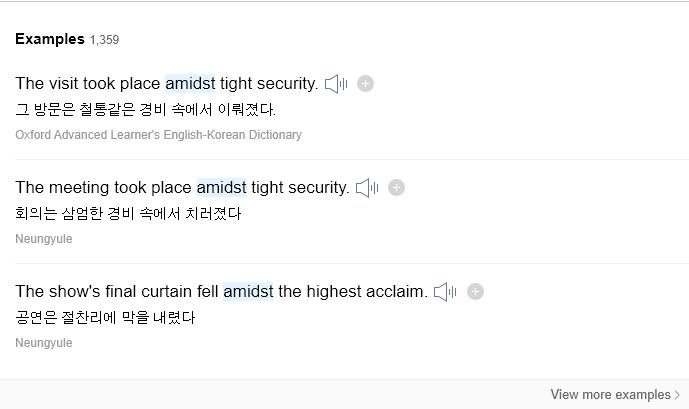 Examples 1,359
The visit took place amidst tight security.
그 방문은 철통같은 경비 속에서 이뤄졌다.
Oxford Advanced Learner's English-Korean Dictionary
The meeting took place amidst tight security.
회의는 삼엄한 경비 속에서 치러졌다
Neungyule
The show's final curtain fell amidst the highest acclaim.
공연은 절찬리에 막을 내렸다
Neungyule
View more examples >